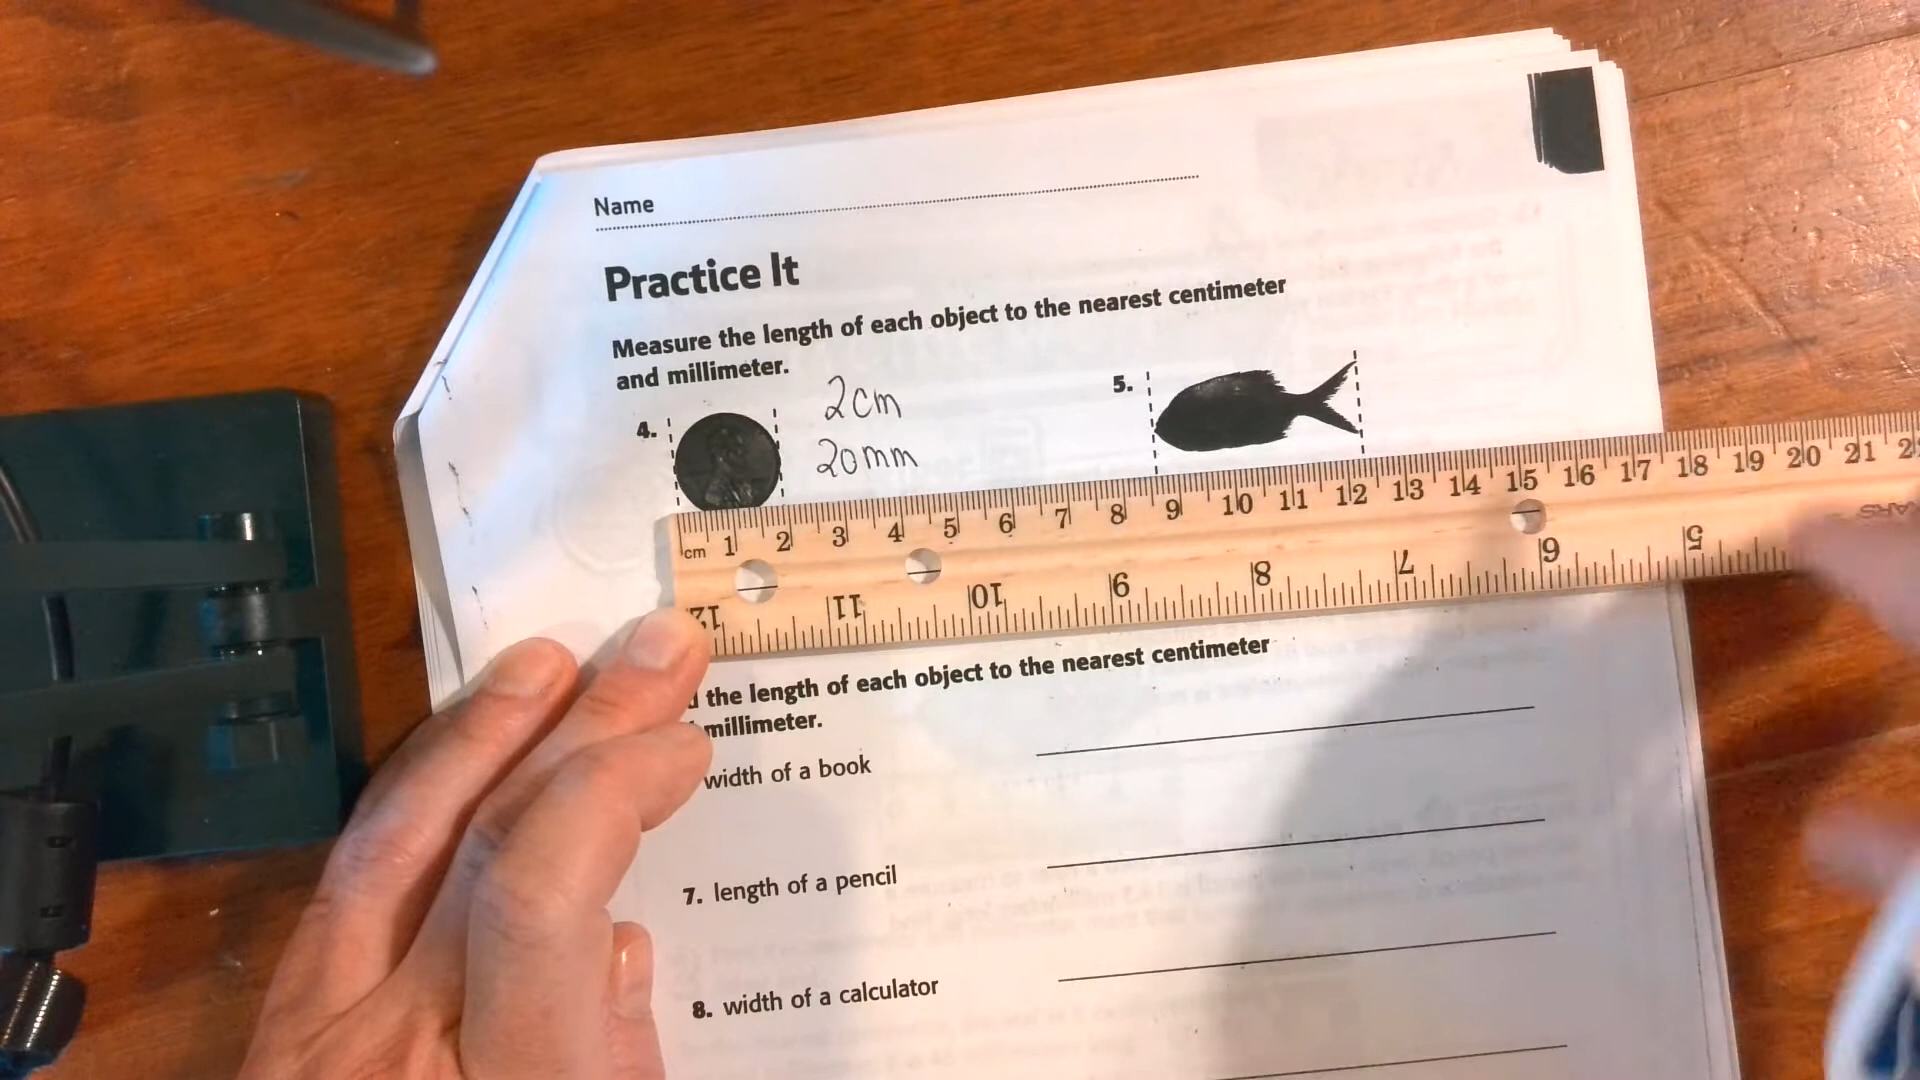 Name
Practice It
Measure the length of each object to the nearest centimeter
and millimeter.
4.
2cm
20mm
5.
cm 1 2 3 4 5 6 7 8 9 10 11 12 13 14 15 16 17 18 19 20 21
12 11 10 9 8 7 6 5
the length of each object to the nearest centimeter
millimeter.
width of a book
7. length of a pencil
8. width of a calculator